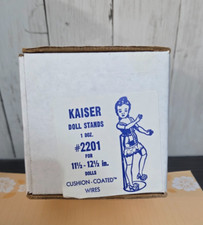 KAISER
DOLL STANDS
1 DOZ.
#2201
FOR
11½ - 12½ in.
DOLLS
CUSHION-COATED™
WIRES